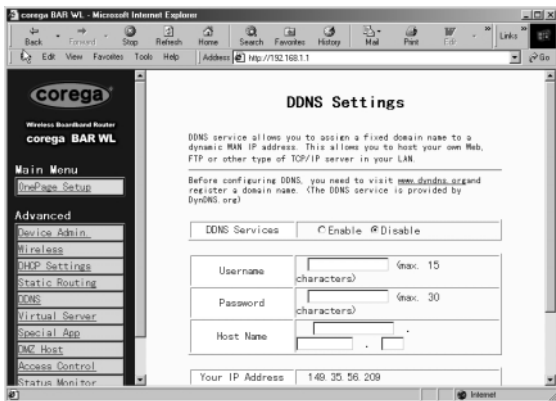 corega BAR WL - Microsoft Internet Explorer
Back Forward Stop Refresh Home Search Favorites History Mail Print Edit Links
Edit View Favorites Tools Help Address http://192.168.1.1 Go
corega
Wireless Boardband Router
corega BAR WL
Main Menu
OnePage Setup
Advanced
Device Admin.
Wireless
DHCP Settings
Static Routing
DDNS
Virtual Server
Special App
DMZ Host
Access Control
Status Monitor
DDNS Settings
DDNS service allows you to assign a fixed domain name to a
dynamic WAN IP address. This allows you to host your own Web,
FTP or other type of TCP/IP server in your LAN.
Before configuring DDNS, you need to visit www.dyndns.organd
register a domain name. (The DDNS service is provided by
DynDNS.org)
DDNS Services Enable Disable
Username (max. 15
characters)
Password (max. 30
characters)
Host Name .
.
Your IP Address 149.35.56.209
Internet